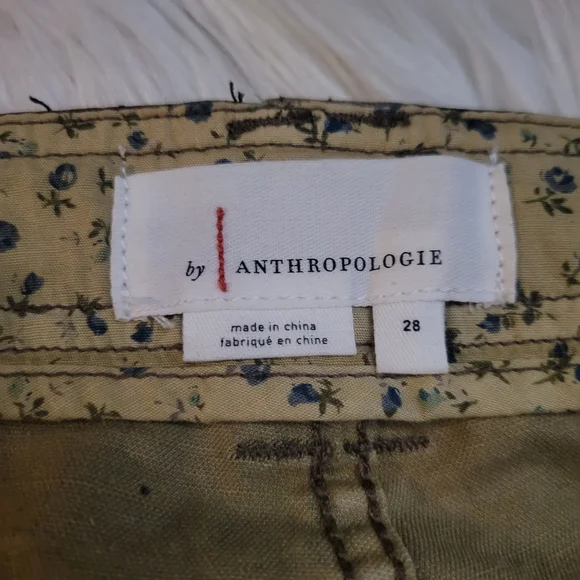 by ANTHROPOLOGIE
made in china
fabriqué en chine
28